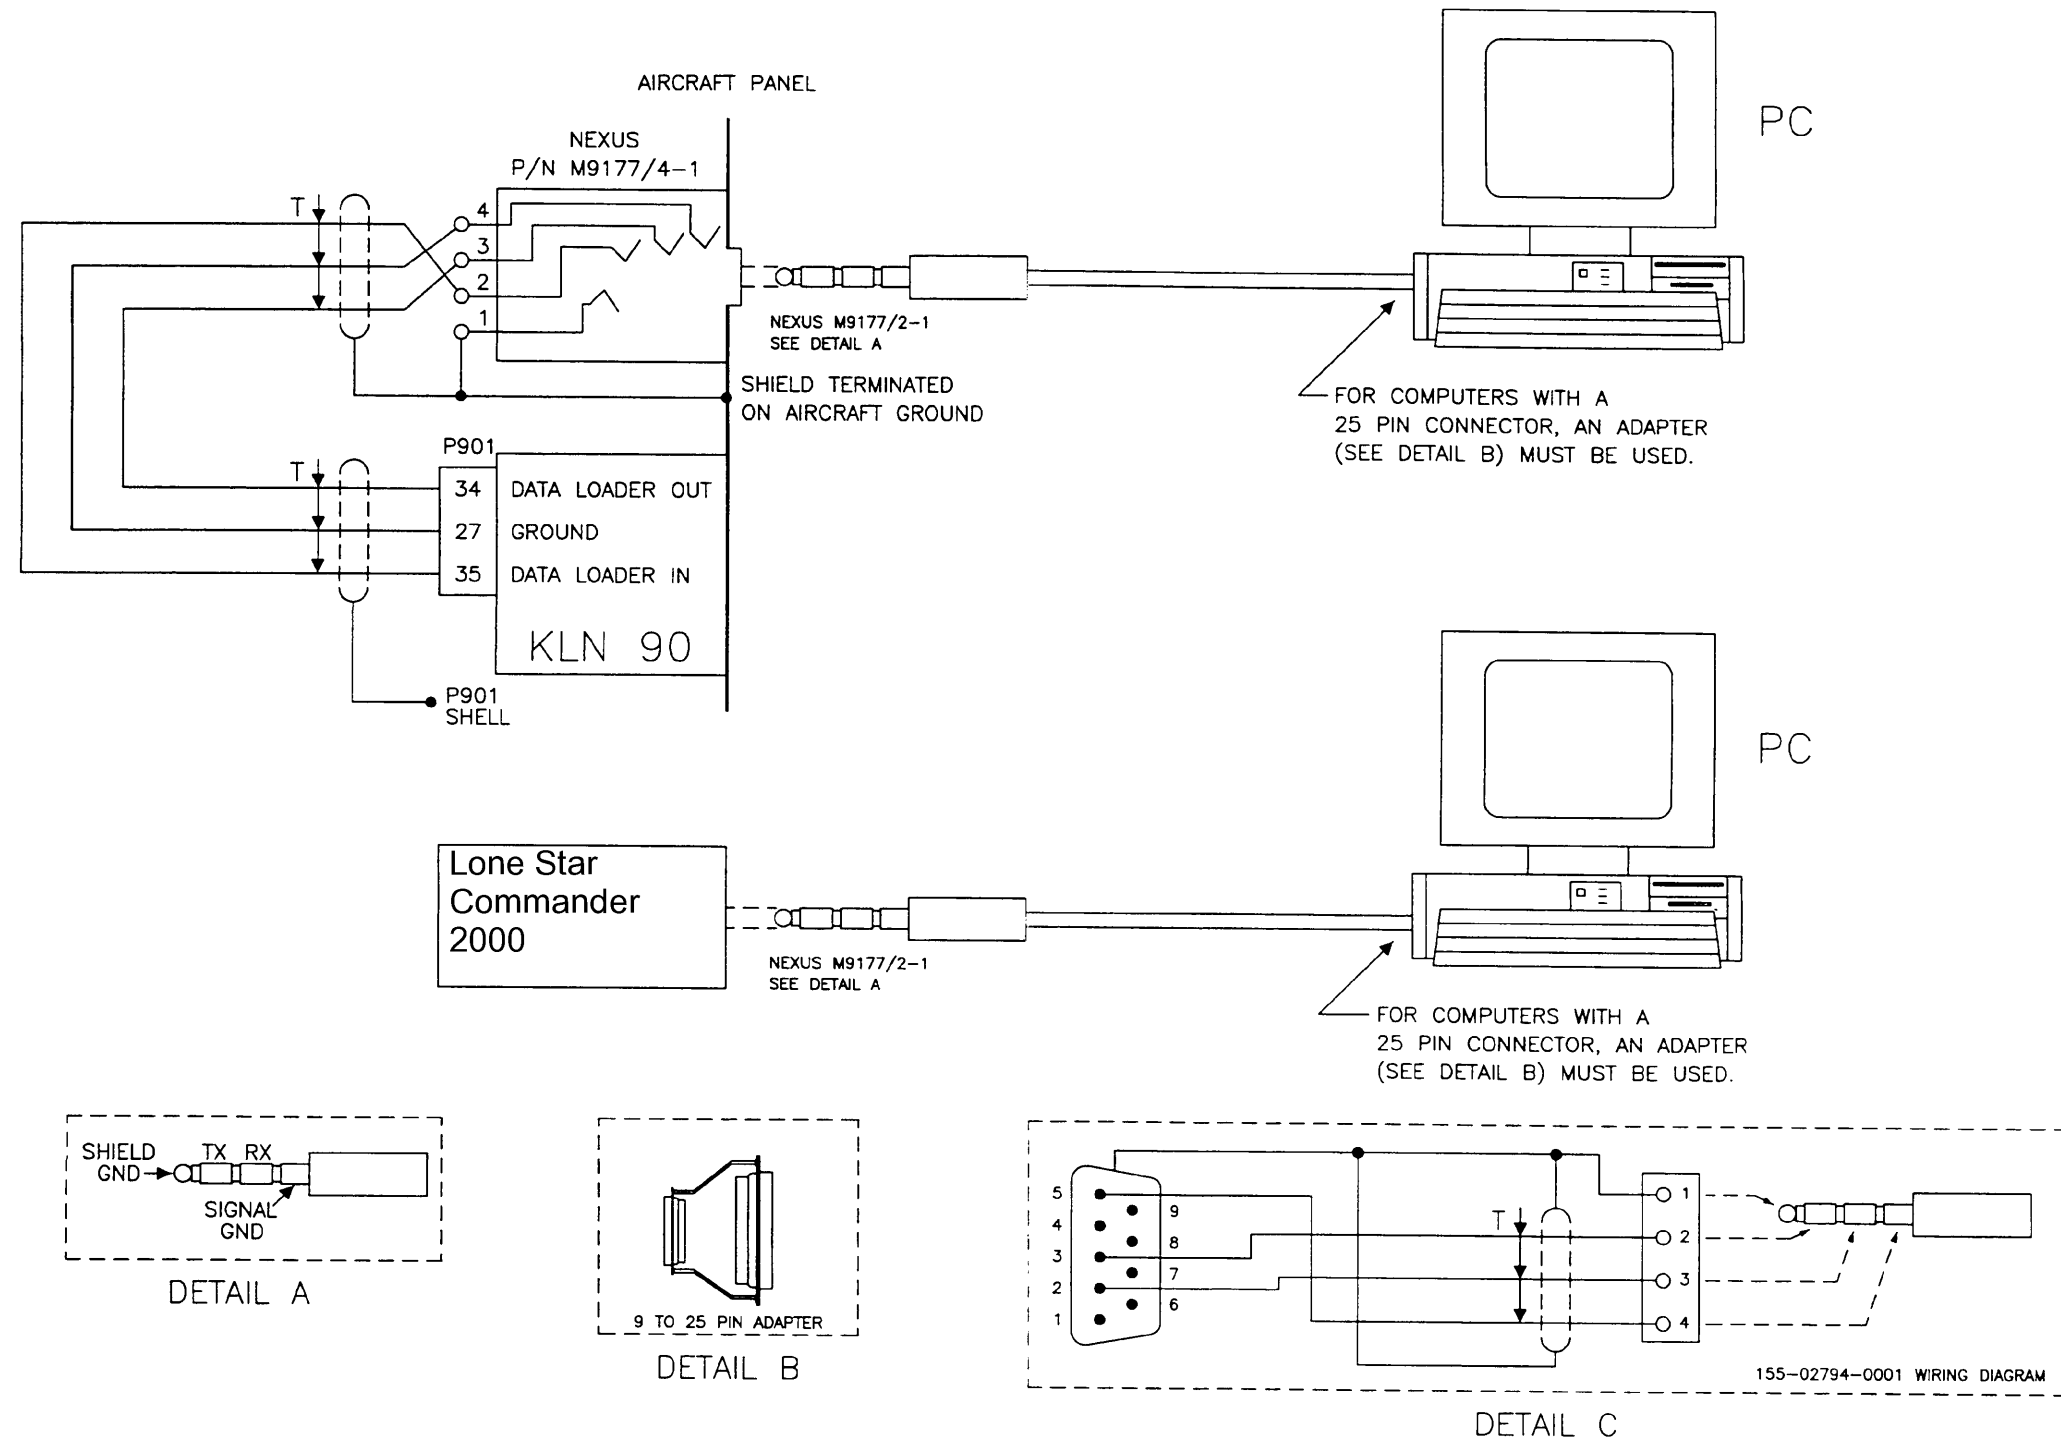 AIRCRAFT PANEL
NEXUS
P/N M9177/4-1
T
4
3
2
1
NEXUS M9177/2-1
SEE DETAIL A
PC
SHIELD TERMINATED
ON AIRCRAFT GROUND
FOR COMPUTERS WITH A
25 PIN CONNECTOR, AN ADAPTER
(SEE DETAIL B) MUST BE USED.
P901
T
34 DATA LOADER OUT
27 GROUND
35 DATA LOADER IN
KLN 90
P901
SHELL
PC
Lone Star
Commander
2000
NEXUS M9177/2-1
SEE DETAIL A
FOR COMPUTERS WITH A
25 PIN CONNECTOR, AN ADAPTER
(SEE DETAIL B) MUST BE USED.
SHIELD
GND
TX RX
SIGNAL
GND
DETAIL A
9 TO 25 PIN ADAPTER
DETAIL B
5
4
3
2
1
9
8
7
6
T
1
2
3
4
155-02794-0001 WIRING DIAGRAM
DETAIL C